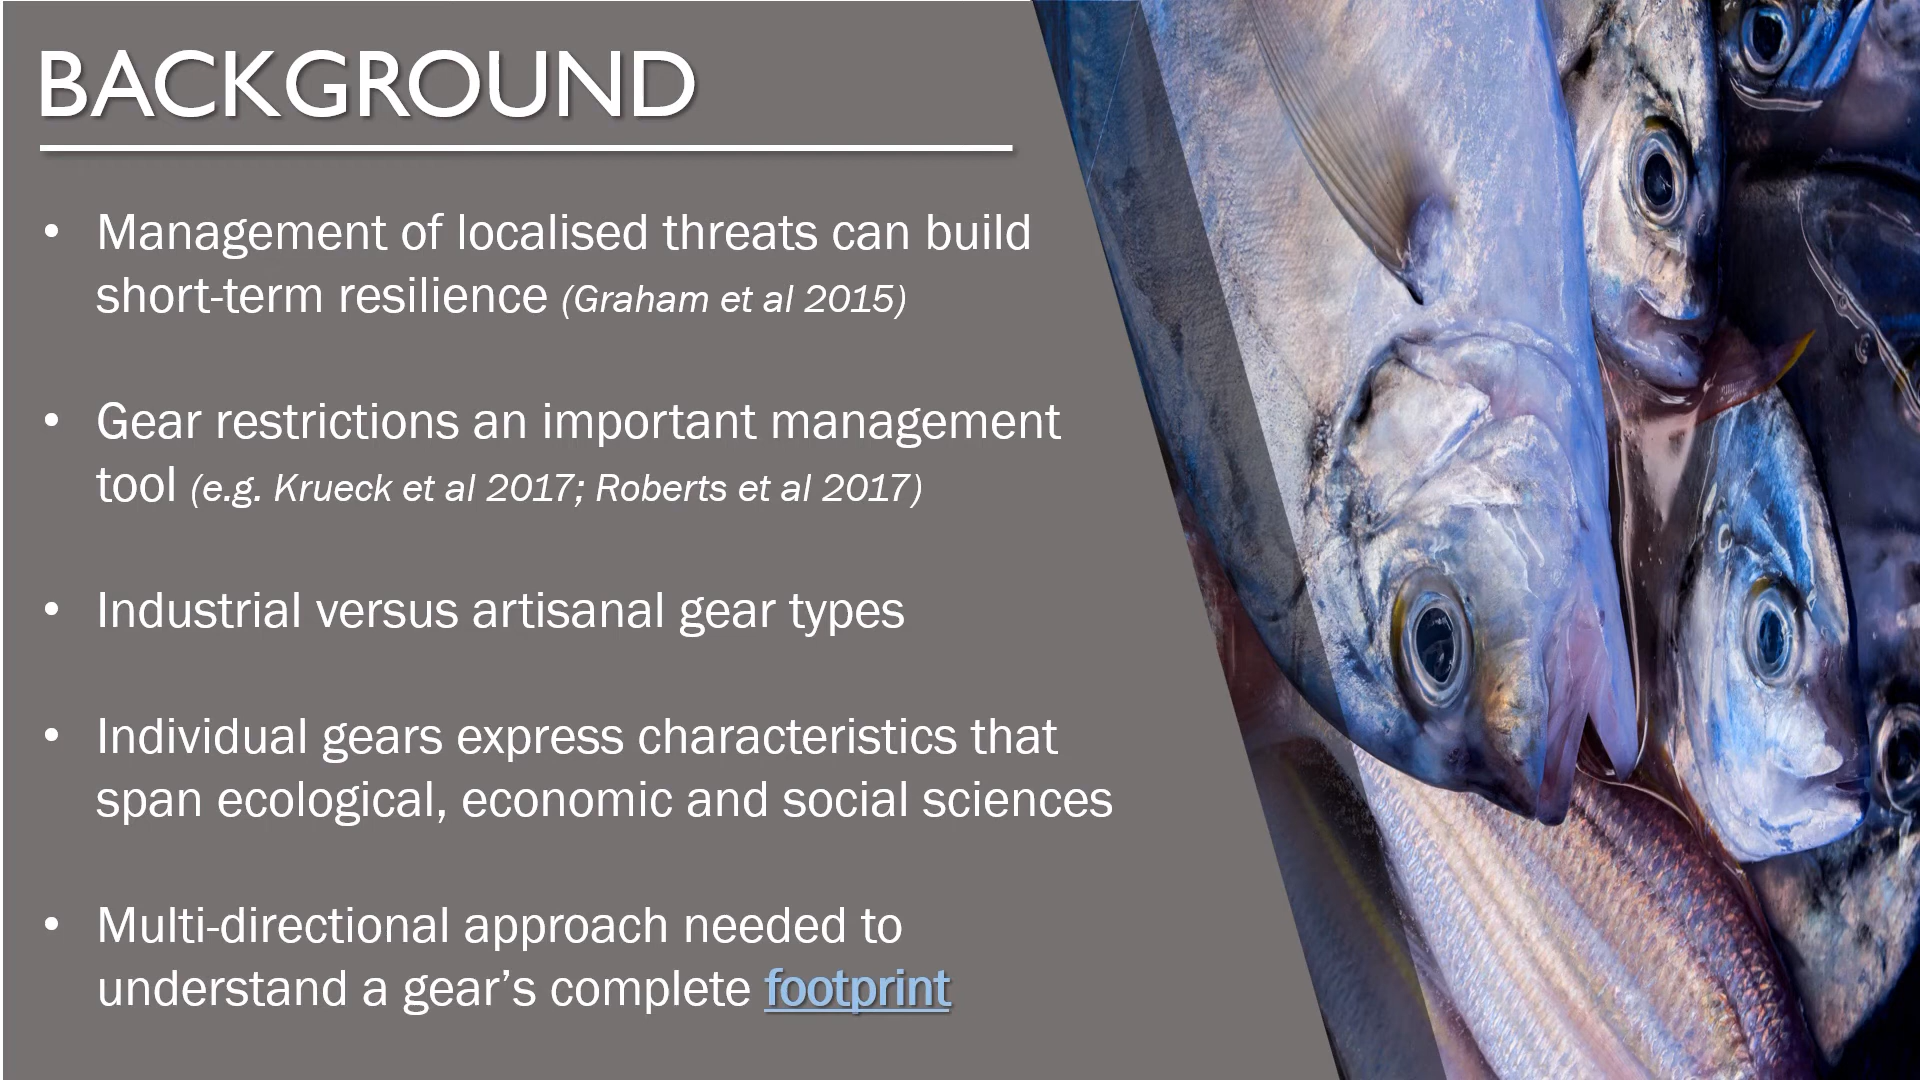 BACKGROUND
• Management of localised threats can build
short-term resilience (Graham et al 2015)
• Gear restrictions an important management
tool (e.g. Krueck et al 2017; Roberts et al 2017)
• Industrial versus artisanal gear types
• Individual gears express characteristics that
span ecological, economic and social sciences
• Multi-directional approach needed to
understand a gear’s complete footprint